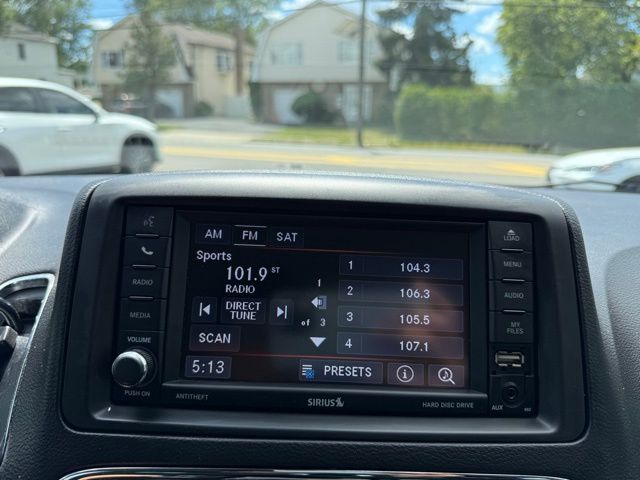 AM FM SAT
Sports
101.9 ST
RADIO
DIRECT
TUNE
SCAN
5:13
1
of 3
1 104.3
2 106.3
3 105.5
4 107.1
PRESETS
RADIO
MEDIA
VOLUME
PUSH ON
LOAD
MENU
AUDIO
MY
FILES
AUX
ANTITHEFT
SIRIUS
HARD DISC DRIVE